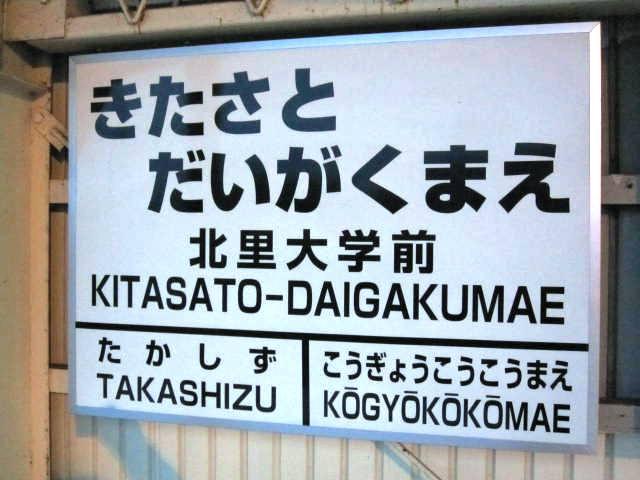 きたさと
だいがくまえ
北里大学前
KITASATO-DAIGAKUMAE
たかしず
TAKASHIZU
こうぎょうこうこうまえ
KŌGYŌKŌKŌMAE